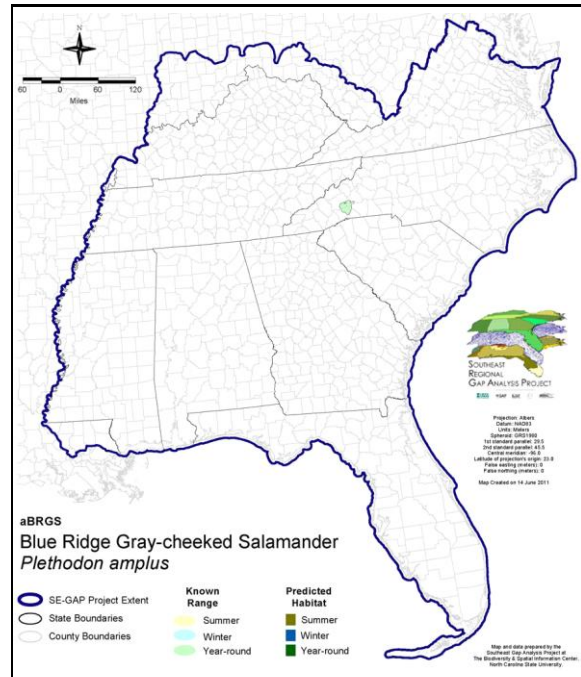 N
60 0 60 120
Miles
SOUTHEAST
REGIONAL
GAP ANALYSIS PROJECT
Projection: Albers
Datum: NAD83
Units: Meters
Spheroid: GRS1980
1st standard parallel: 29.5
2nd standard parallel: 45.5
Central meridian: -96.0
Latitude of projection's origin: 23.0
False easting (meters): 0
False northing (meters): 0
Map Created on 14 June 2011
aBRGS
Blue Ridge Gray-cheeked Salamander
Plethodon amplus
SE-GAP Project Extent
State Boundaries
County Boundaries
Known
Range
Summer
Winter
Year-round
Predicted
Habitat
Summer
Winter
Year-round
Map and data prepared by the
Southeast Gap Analysis Project at
The Biodiversity & Spatial Information Center,
North Carolina State University.